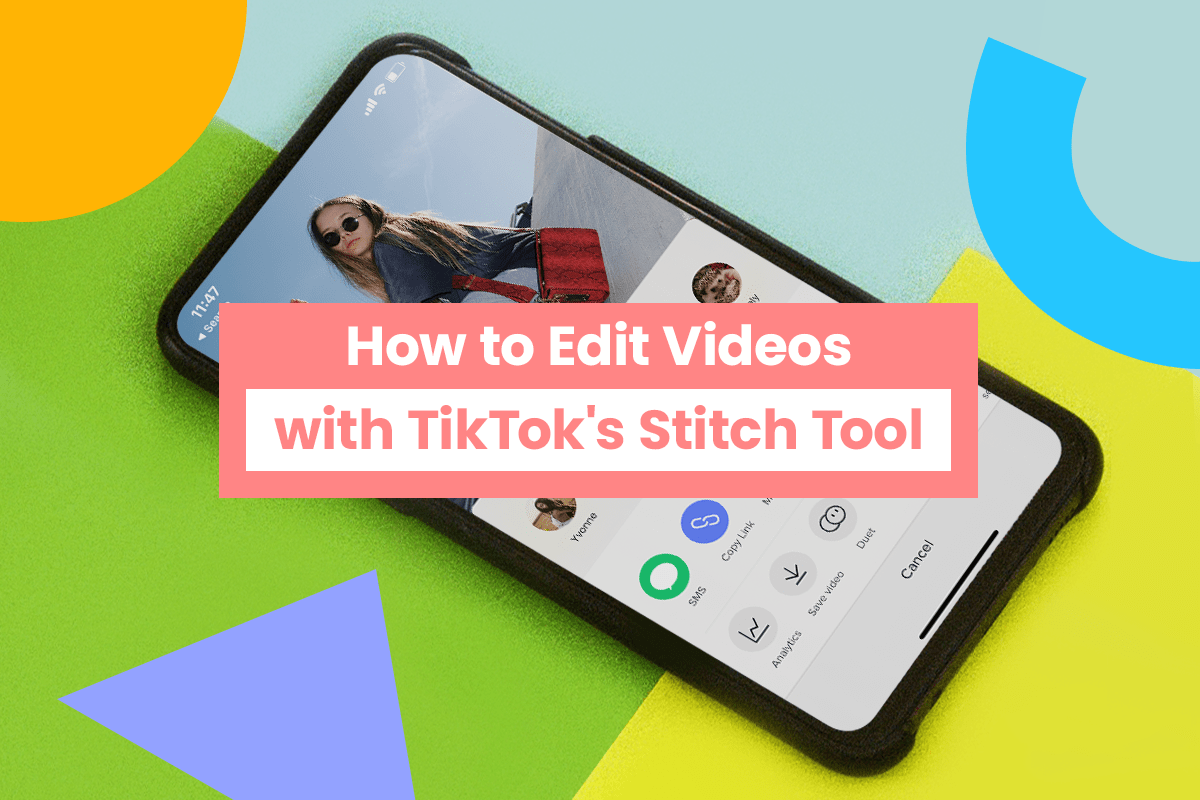 11:47
How to Edit Videos
with TikTok's Stitch Tool
Yvonne
SMS
Copy Link
Analytics
Save video
Duet
Cancel